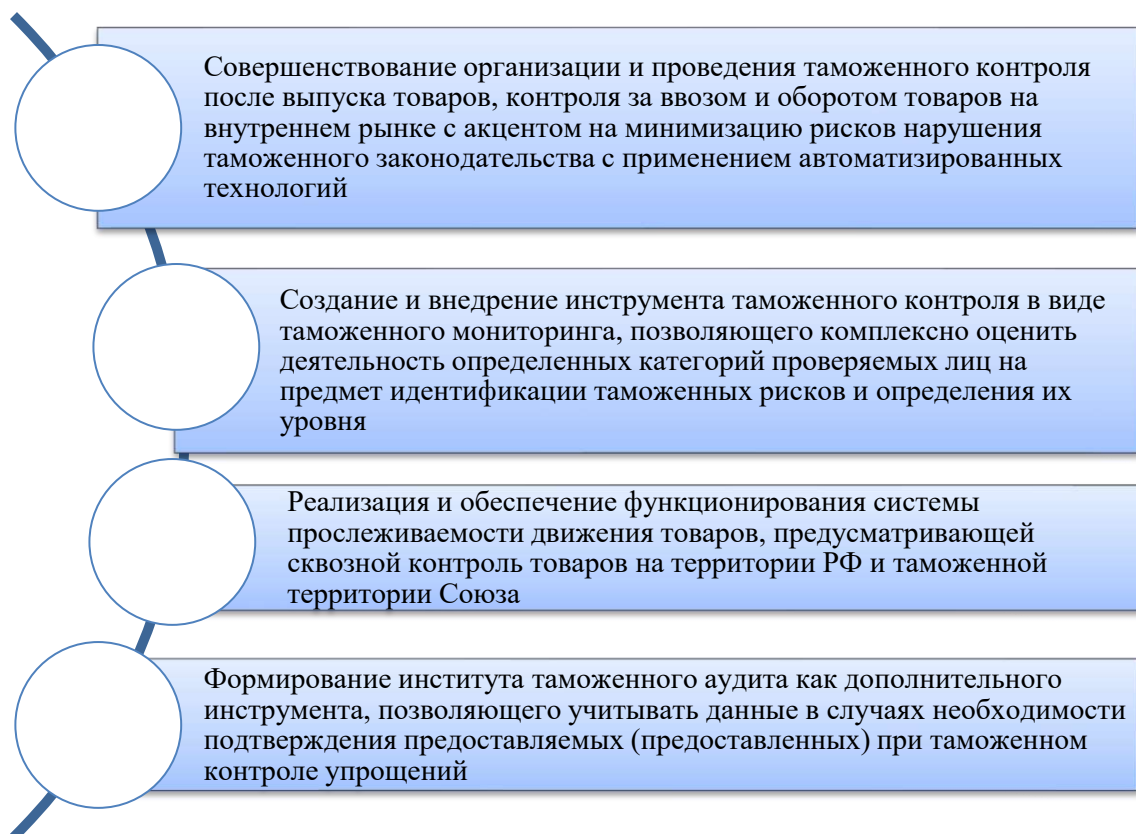 Совершенствование организации и проведения таможенного контроля
после выпуска товаров, контроля за ввозом и оборотом товаров на
внутреннем рынке с акцентом на минимизацию рисков нарушения
таможенного законодательства с применением автоматизированных
технологий
Создание и внедрение инструмента таможенного контроля в виде
таможенного мониторинга, позволяющего комплексно оценить
деятельность определенных категорий проверяемых лиц на
предмет идентификации таможенных рисков и определения их
уровня
Реализация и обеспечение функционирования системы
прослеживаемости движения товаров, предусматривающей
сквозной контроль товаров на территории РФ и таможенной
территории Союза
Формирование института таможенного аудита как дополнительного
инструмента, позволяющего учитывать данные в случаях необходимости
подтверждения предоставляемых (предоставленных) при таможенном
контроле упрощений